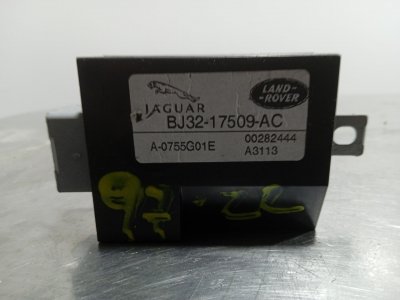 JAGUAR
LAND-
-ROVER
BJ32-17509-AC
A-0755G01E
00282444
A3113